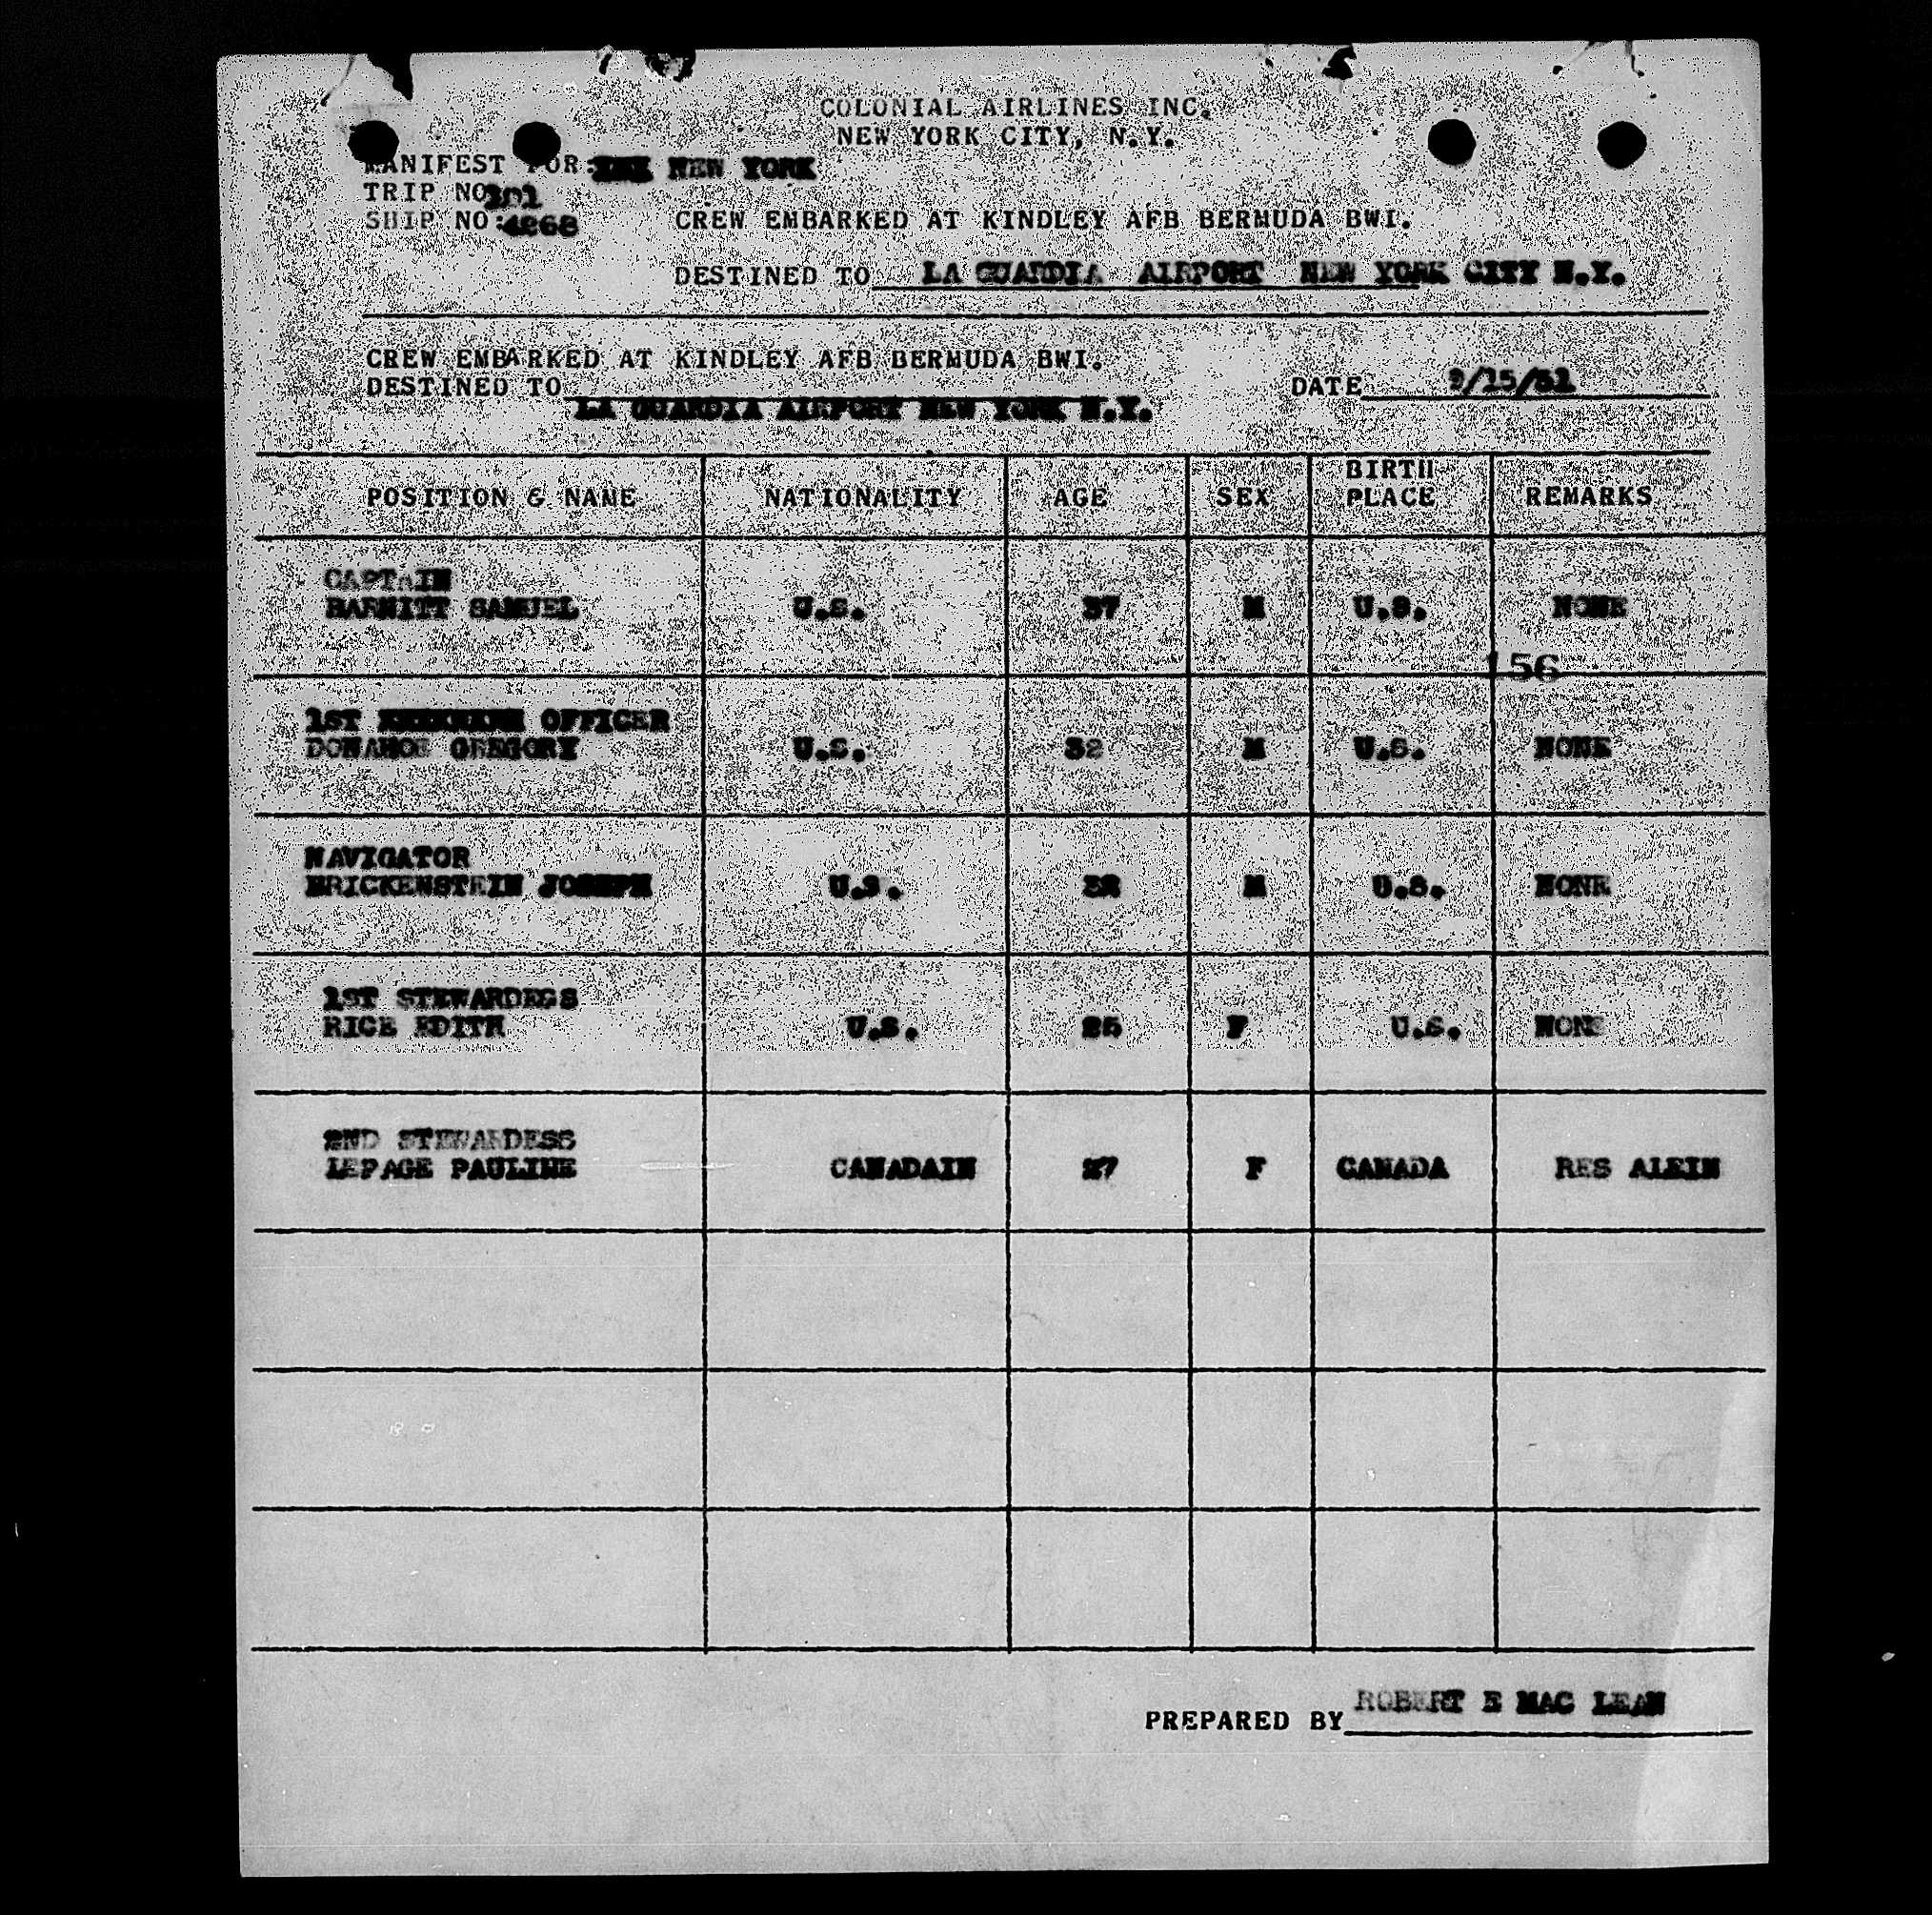 COLONIAL AIRLINES INC.
NEW YORK CITY, N.Y.
MANIFEST FOR: NEW YORK
TRIP NO 101
SHIP NO: 4268
CREW EMBARKED AT KINDLEY AFB BERMUDA BWI.
DESTINED TO LA GUARDIA AIRPORT NEW YORK CITY N.Y.
CREW EMBARKED AT KINDLEY AFB BERMUDA BWI.
DESTINED TO LA GUARDIA AIRPORT NEW YORK N.Y.
DATE 9/15/51
POSITION & NAME NATIONALITY AGE SEX BIRTH PLACE REMARKS
CAPTAIN
BARNITT SAMUEL U.S. 37 M U.S. NONE
156
1ST OFFICER
DONAHOE GREGORY U.S. 32 M U.S. NONE
NAVIGATOR
BRICKENSTEIN JOSEPH U.S. 32 M U.S. NONE
1ST STEWARDESS
RICE EDITH U.S. 25 F U.S. NONE
2ND STEWARDESS
LEPAGE PAULINE CANADAIN 27 F CANADA RES ALEIN
PREPARED BY ROBERT E MAC LEAN